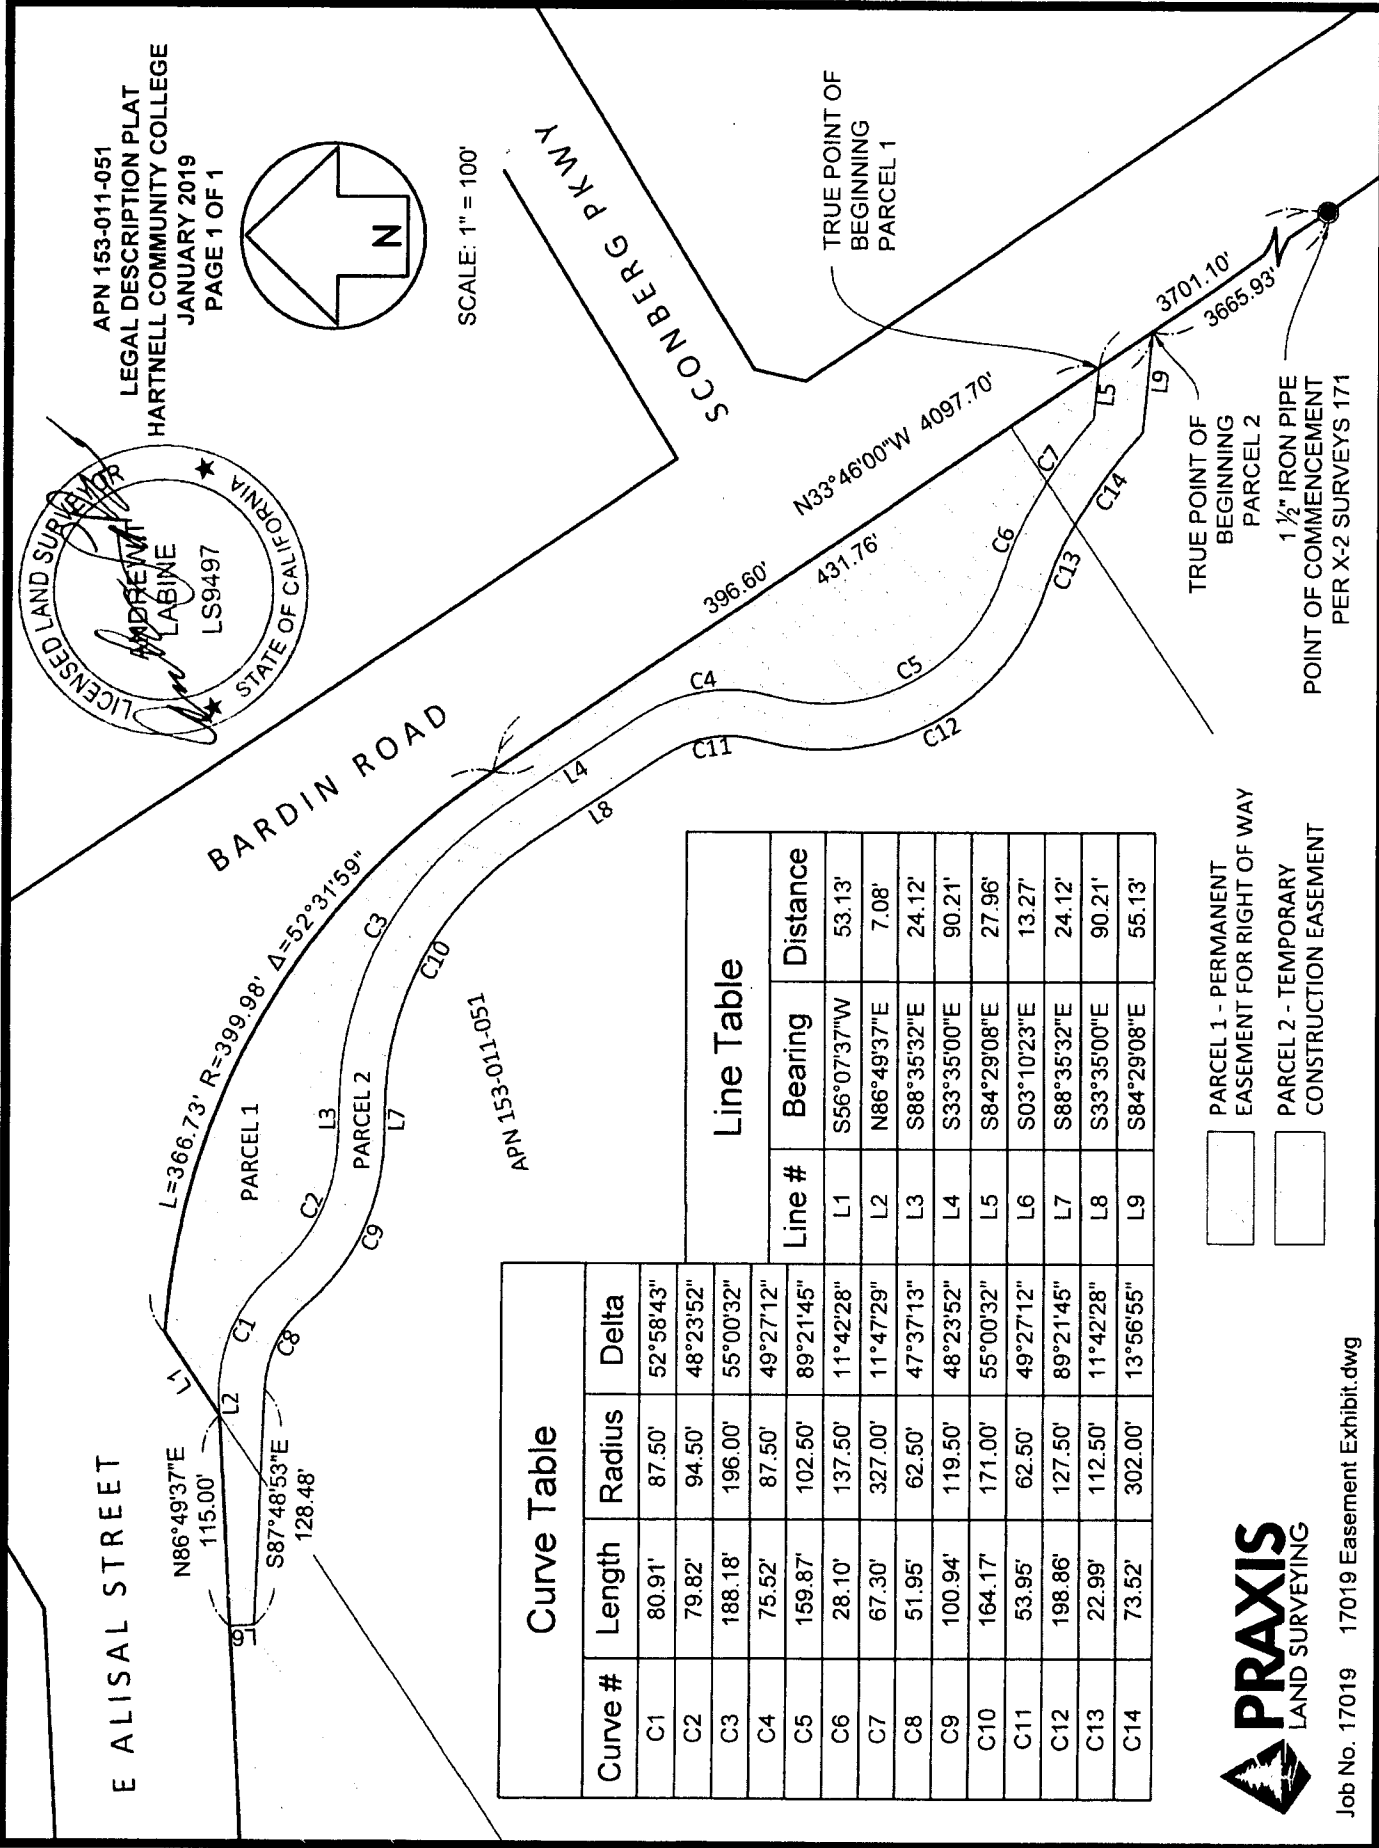 APN 153-011-051
LEGAL DESCRIPTION PLAT
HARTNELL COMMUNITY COLLEGE
JANUARY 2019
PAGE 1 OF 1
N
SCALE: 1" = 100'
LICENSED LAND SURVEYOR
ANDREW T
LABINE
LS9497
STATE OF CALIFORNIA
E ALISAL STREET
BARDIN ROAD
SCONBERG PKWY
N86°49'37"E
115.00'
S87°48'53"E
128.48'
L6
L1
L2
L=366.73' R=399.98' Δ=52°31'59"
PARCEL 1
PARCEL 2
C1
C8
C2
C9
L3
L7
C3
C10
APN 153-011-051
L4
L8
C4
C11
C5
C12
C6
C13
C7
C14
L5
L9
396.60'
431.76'
N33°46'00"W 4097.70'
3701.10'
3665.93'
TRUE POINT OF
BEGINNING
PARCEL 1
TRUE POINT OF
BEGINNING
PARCEL 2
1 ½" IRON PIPE
POINT OF COMMENCEMENT
PER X-2 SURVEYS 171
Curve Table
Curve # Length Radius Delta
C1 80.91' 87.50' 52°58'43"
C2 79.82' 94.50' 48°23'52"
C3 188.18' 196.00' 55°00'32"
C4 75.52' 87.50' 49°27'12"
C5 159.87' 102.50' 89°21'45"
C6 28.10' 137.50' 11°42'28"
C7 67.30' 327.00' 11°47'29"
C8 51.95' 62.50' 47°37'13"
C9 100.94' 119.50' 48°23'52"
C10 164.17' 171.00' 55°00'32"
C11 53.95' 62.50' 49°27'12"
C12 198.86' 127.50' 89°21'45"
C13 22.99' 112.50' 11°42'28"
C14 73.52' 302.00' 13°56'55"
Line Table
Line # Bearing Distance
L1 S56°07'37"W 53.13'
L2 N86°49'37"E 7.08'
L3 S88°35'32"E 24.12'
L4 S33°35'00"E 90.21'
L5 S84°29'08"E 27.96'
L6 S03°10'23"E 13.27'
L7 S88°35'32"E 24.12'
L8 S33°35'00"E 90.21'
L9 S84°29'08"E 55.13'
PARCEL 1 - PERMANENT
EASEMENT FOR RIGHT OF WAY
PARCEL 2 - TEMPORARY
CONSTRUCTION EASEMENT
PRAXIS
LAND SURVEYING
Job No. 17019 17019 Easement Exhibit.dwg